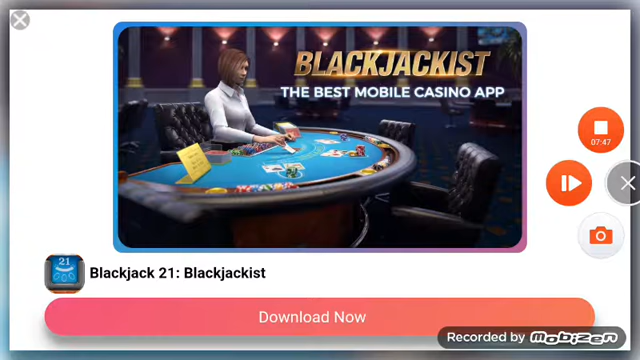 BLACKJACKIST
THE BEST MOBILE CASINO APP
07:47
21
Blackjack 21: Blackjackist
Download Now
Recorded by mobizen